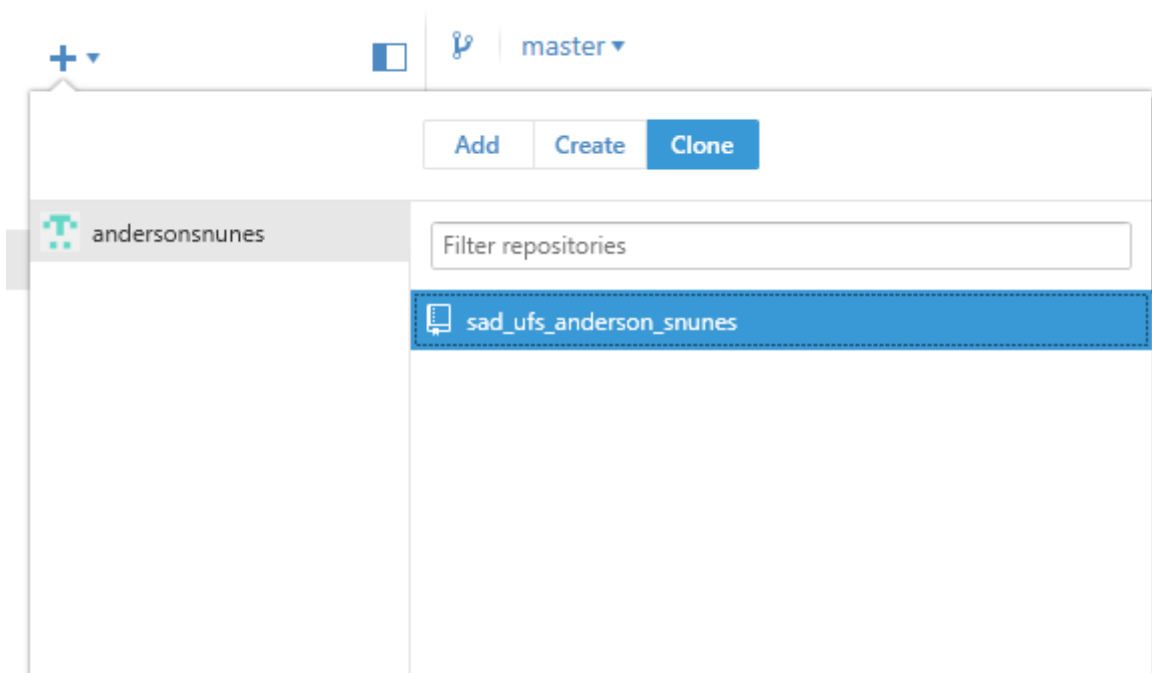 master
Add Create Clone
andersonsnunes
Filter repositories
sad_ufs_anderson_snunes